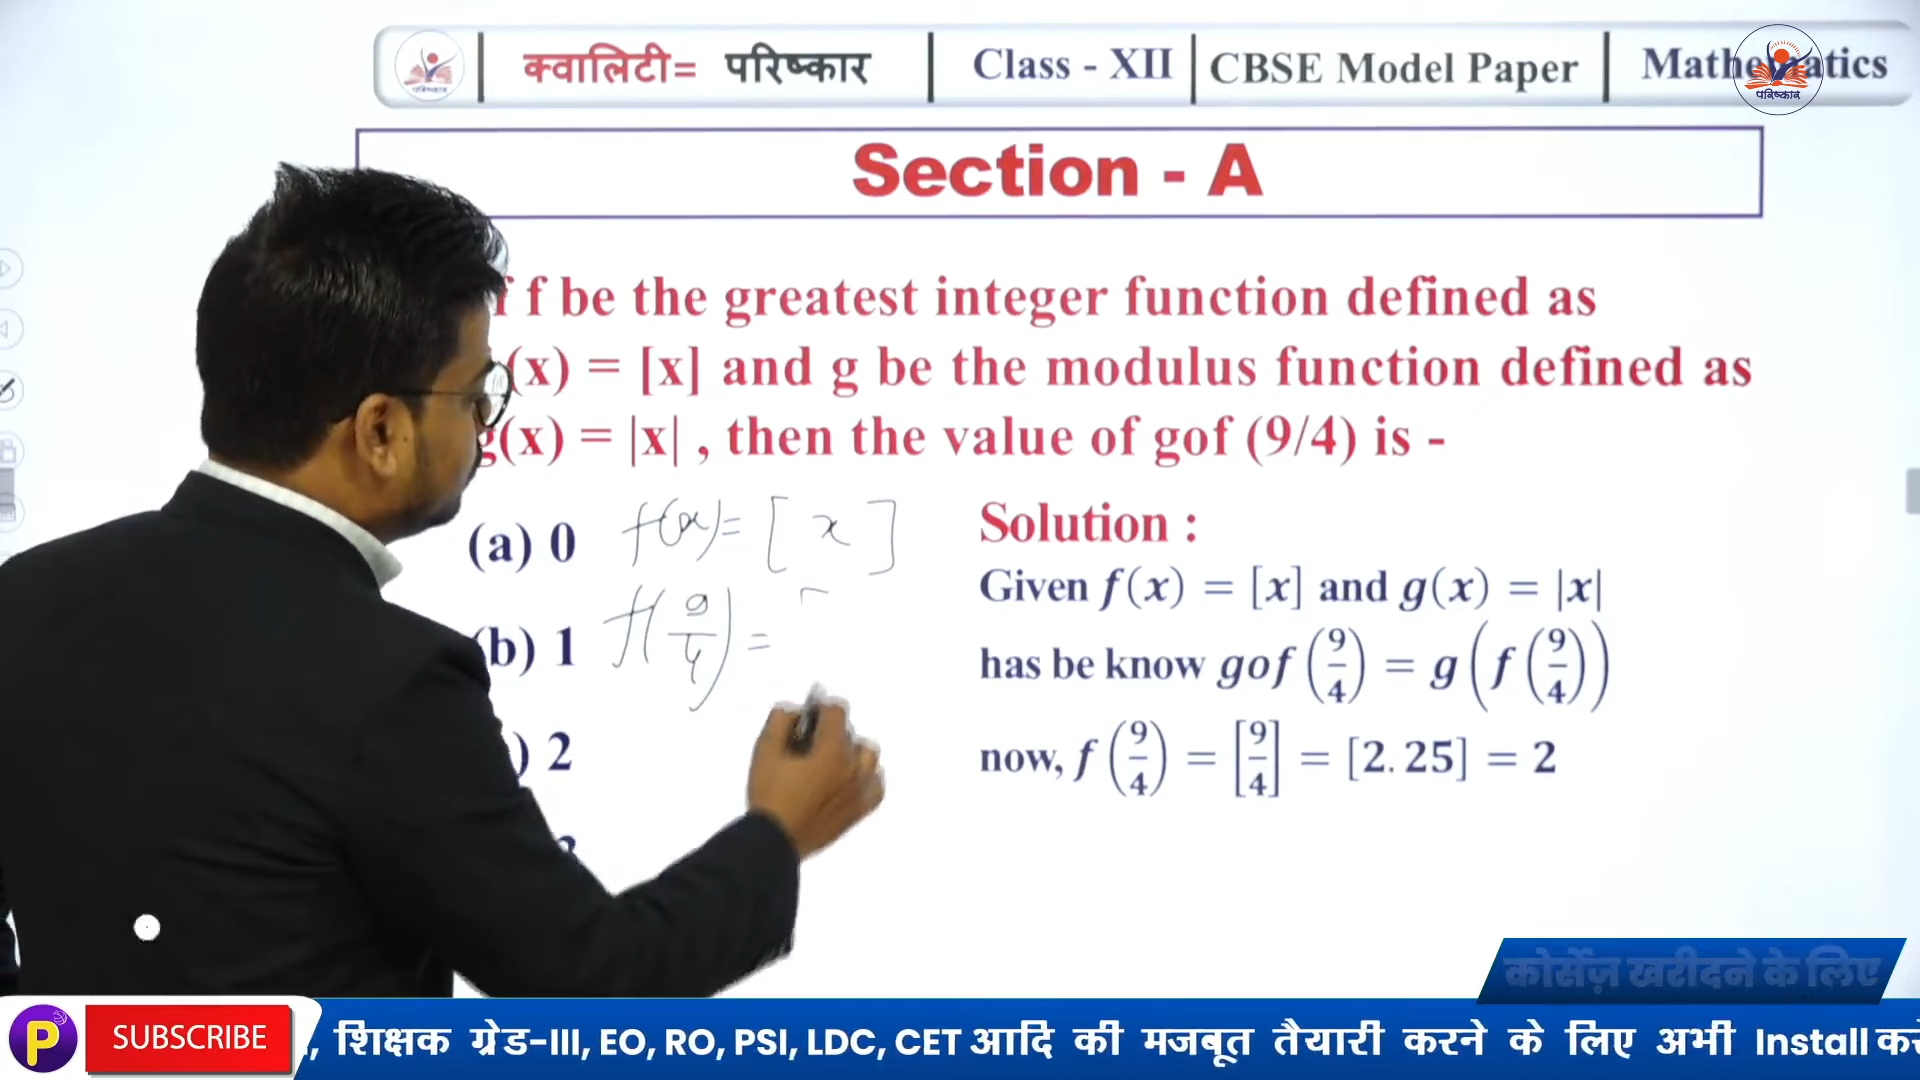 क्वालिटी= परिष्कार | Class - XII | CBSE Model Paper | Mathematics
परिष्कार
Section - A
f be the greatest integer function defined as
(x) = [x] and g be the modulus function defined as
g(x) = |x| , then the value of gof (9/4) is -
(a) 0
(b) 1
) 2
f(x) = [ x ]
f(9/4) =
Solution :
Given f(x) = [x] and g(x) = |x|
has be know gof (9/4) = g(f(9/4))
now, f(9/4) = [9/4] = [2.25] = 2
कोर्सेज़ खरीदने के लिए
P SUBSCRIBE , शिक्षक ग्रेड-III, EO, RO, PSI, LDC, CET आदि की मजबूत तैयारी करने के लिए अभी Install करे